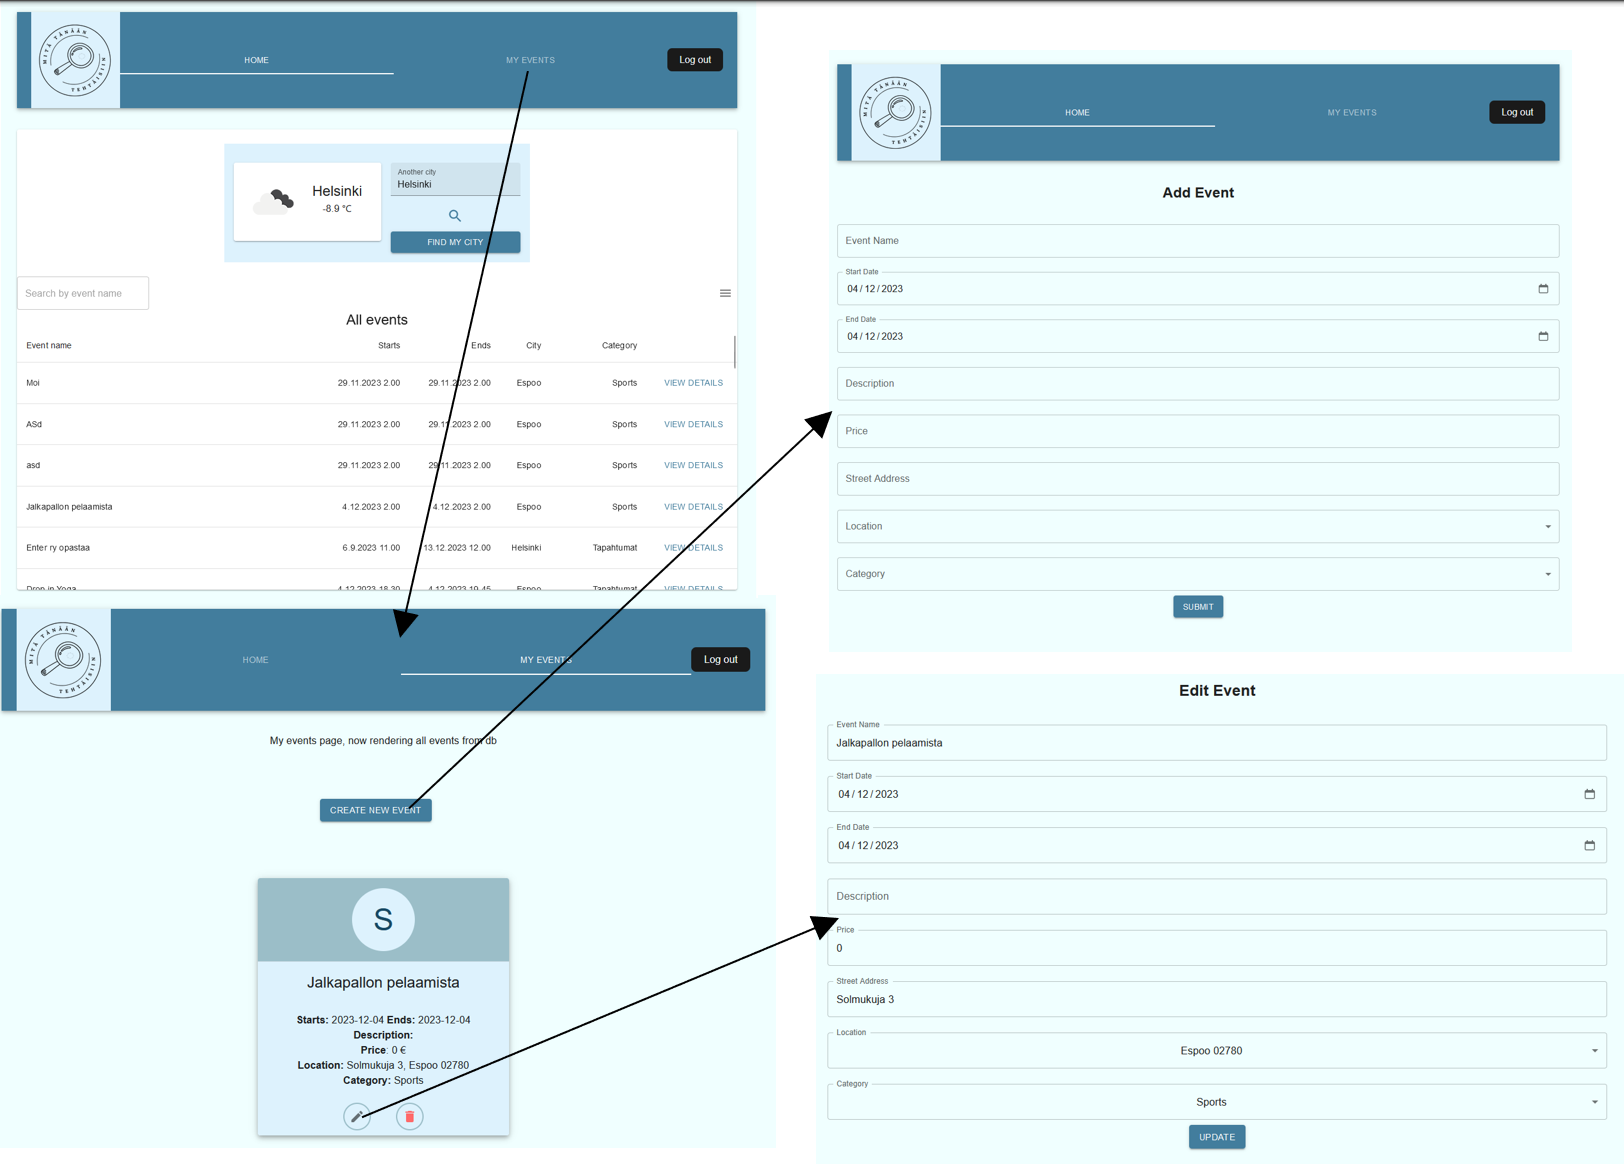 MITÄ TÄNÄÄN
TEHTÄISIIN
HOME
MY EVENTS
Log out
Helsinki
-8.9 °C
Another city
Helsinki
FIND MY CITY
Search by event name
All events
Event name Starts Ends City Category
Moi 29.11.2023 2.00 29.11.2023 2.00 Espoo Sports VIEW DETAILS
ASd 29.11.2023 2.00 29.11.2023 2.00 Espoo Sports VIEW DETAILS
asd 29.11.2023 2.00 29.11.2023 2.00 Espoo Sports VIEW DETAILS
Jalkapallon pelaamista 4.12.2023 2.00 4.12.2023 2.00 Espoo Sports VIEW DETAILS
Enter ry opastaa 6.9.2023 11.00 13.12.2023 12.00 Helsinki Tapahtumat VIEW DETAILS
Drop in Yoga 4.12.2023 18.30 4.12.2023 19.45 Espoo Tapahtumat VIEW DETAILS
MITÄ TÄNÄÄN
TEHTÄISIIN
HOME
MY EVENTS
Log out
My events page, now rendering all events from db
CREATE NEW EVENT
S
Jalkapallon pelaamista
Starts: 2023-12-04 Ends: 2023-12-04
Description:
Price: 0 €
Location: Solmukuja 3, Espoo 02780
Category: Sports
MITÄ TÄNÄÄN
TEHTÄISIIN
HOME
MY EVENTS
Log out
Add Event
Event Name
Start Date
04/12/2023
End Date
04/12/2023
Description
Price
Street Address
Location
Category
SUBMIT
Edit Event
Event Name
Jalkapallon pelaamista
Start Date
04/12/2023
End Date
04/12/2023
Description
Price
0
Street Address
Solmukuja 3
Location
Espoo 02780
Category
Sports
UPDATE